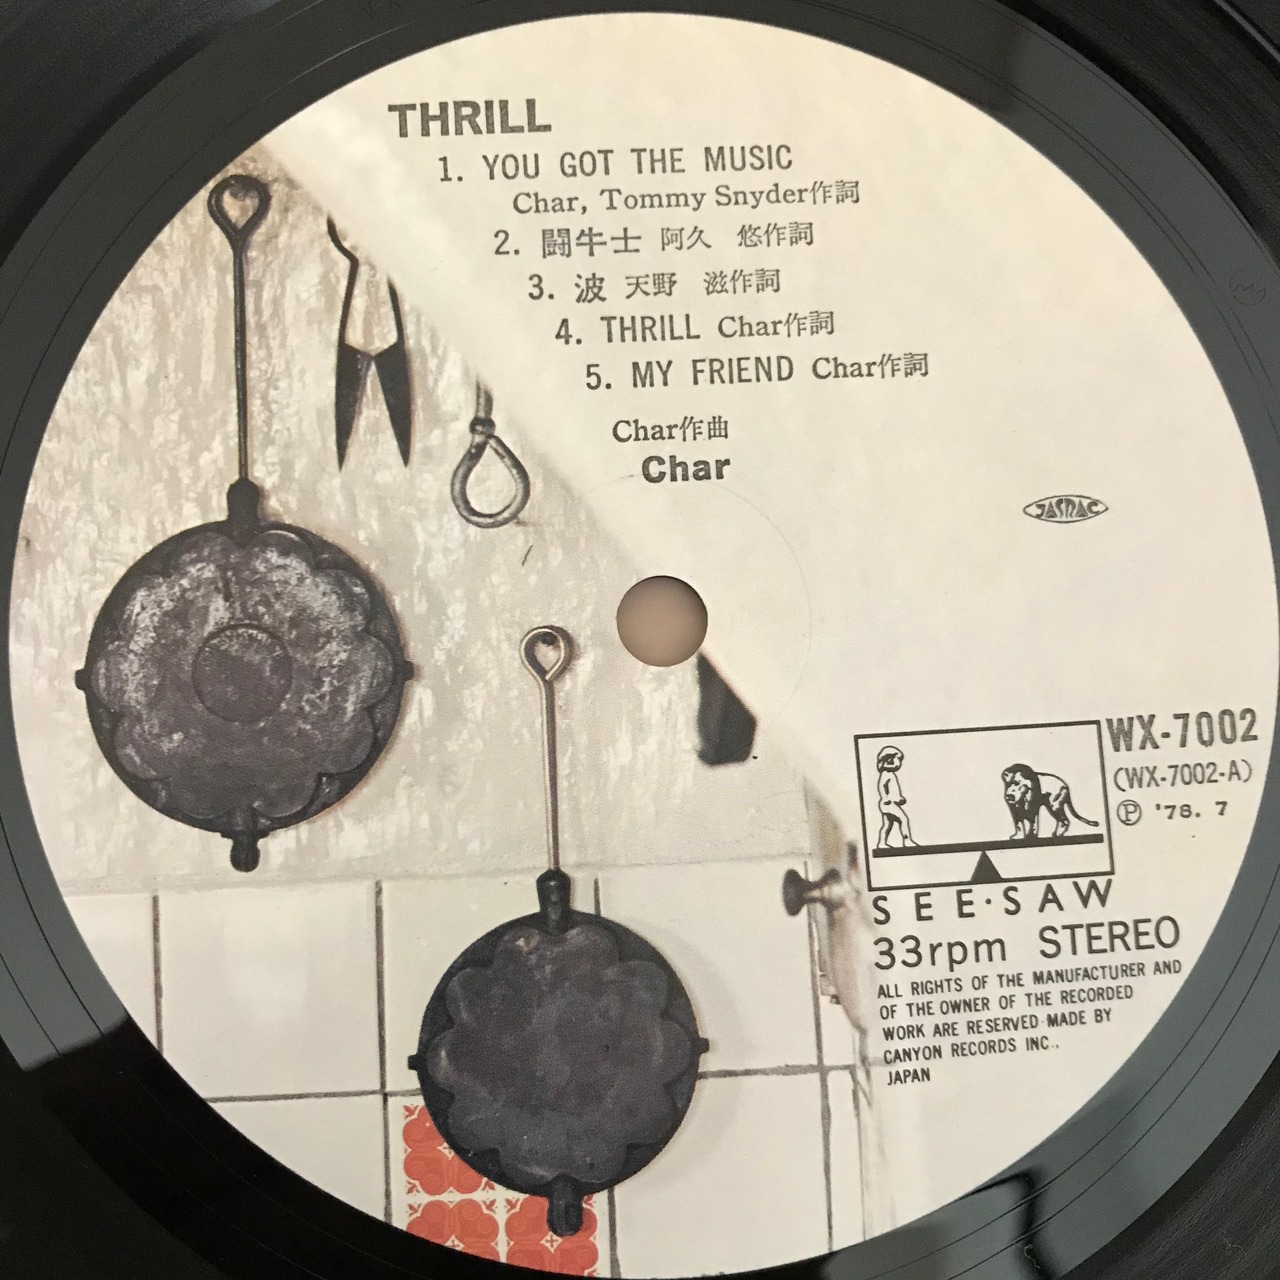 THRILL
1. YOU GOT THE MUSIC
Char, Tommy Snyder作詞
2. 闘牛士 阿久 悠作詞
3. 波 天野 滋作詞
4. THRILL Char作詞
5. MY FRIEND Char作詞
Char作曲
Char
JASRAC
WX-7002
(WX-7002-A)
Ⓟ '78. 7
SEE·SAW
33rpm STEREO
ALL RIGHTS OF THE MANUFACTURER AND
OF THE OWNER OF THE RECORDED
WORK ARE RESERVED·MADE BY
CANYON RECORDS INC.,
JAPAN